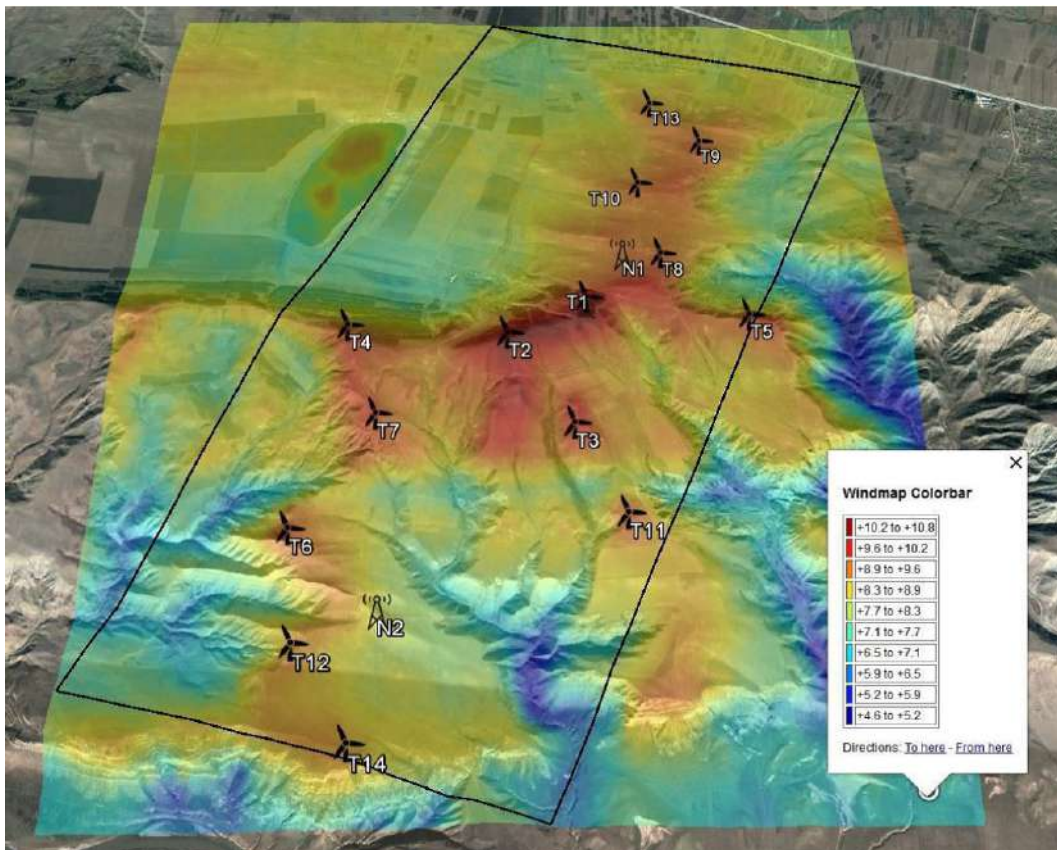 T13
T9
T10
N1
T8
T1
T5
T4
T2
T7
T3
T11
T6
N2
T12
T14
Windmap Colorbar
+10.2 to +10.8
+9.6 to +10.2
+8.9 to +9.6
+8.3 to +8.9
+7.7 to +8.3
+7.1 to +7.7
+6.5 to +7.1
+5.9 to +6.5
+5.2 to +5.9
+4.6 to +5.2
Directions: To here - From here